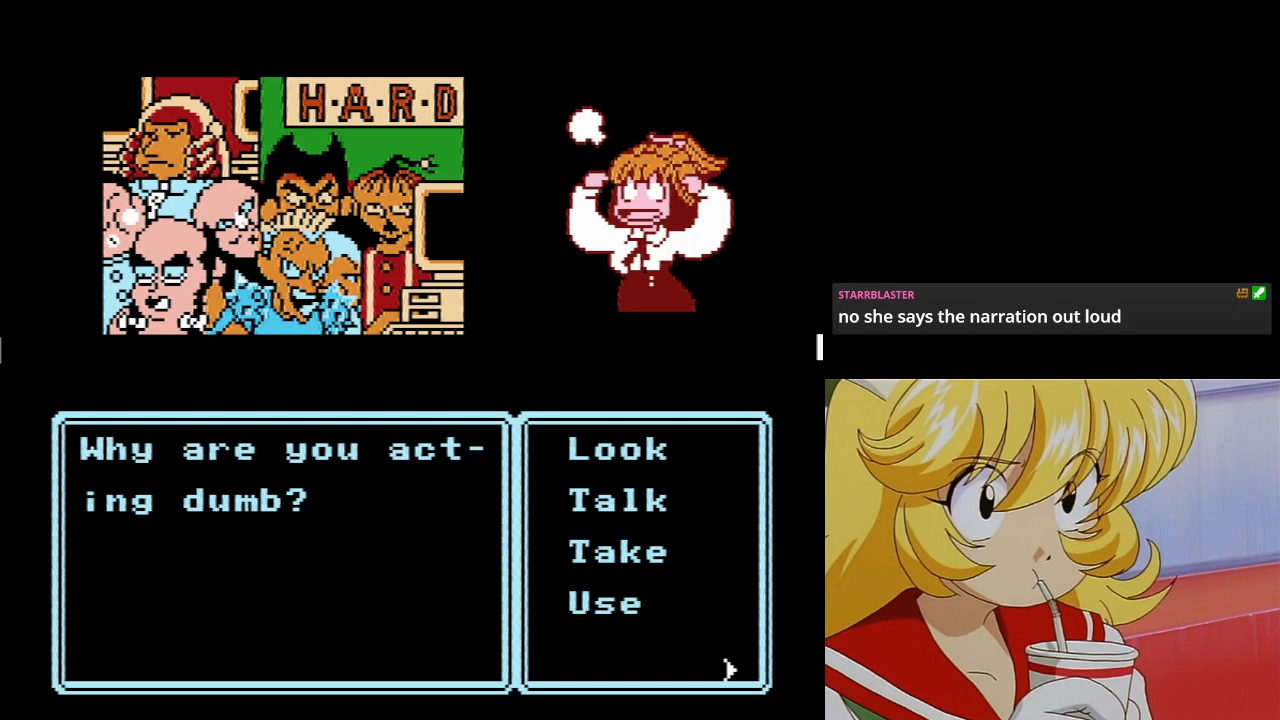 H·A·R·D
STARRBLASTER
no she says the narration out loud
Why are you act-
ing dumb?
Look
Talk
Take
Use